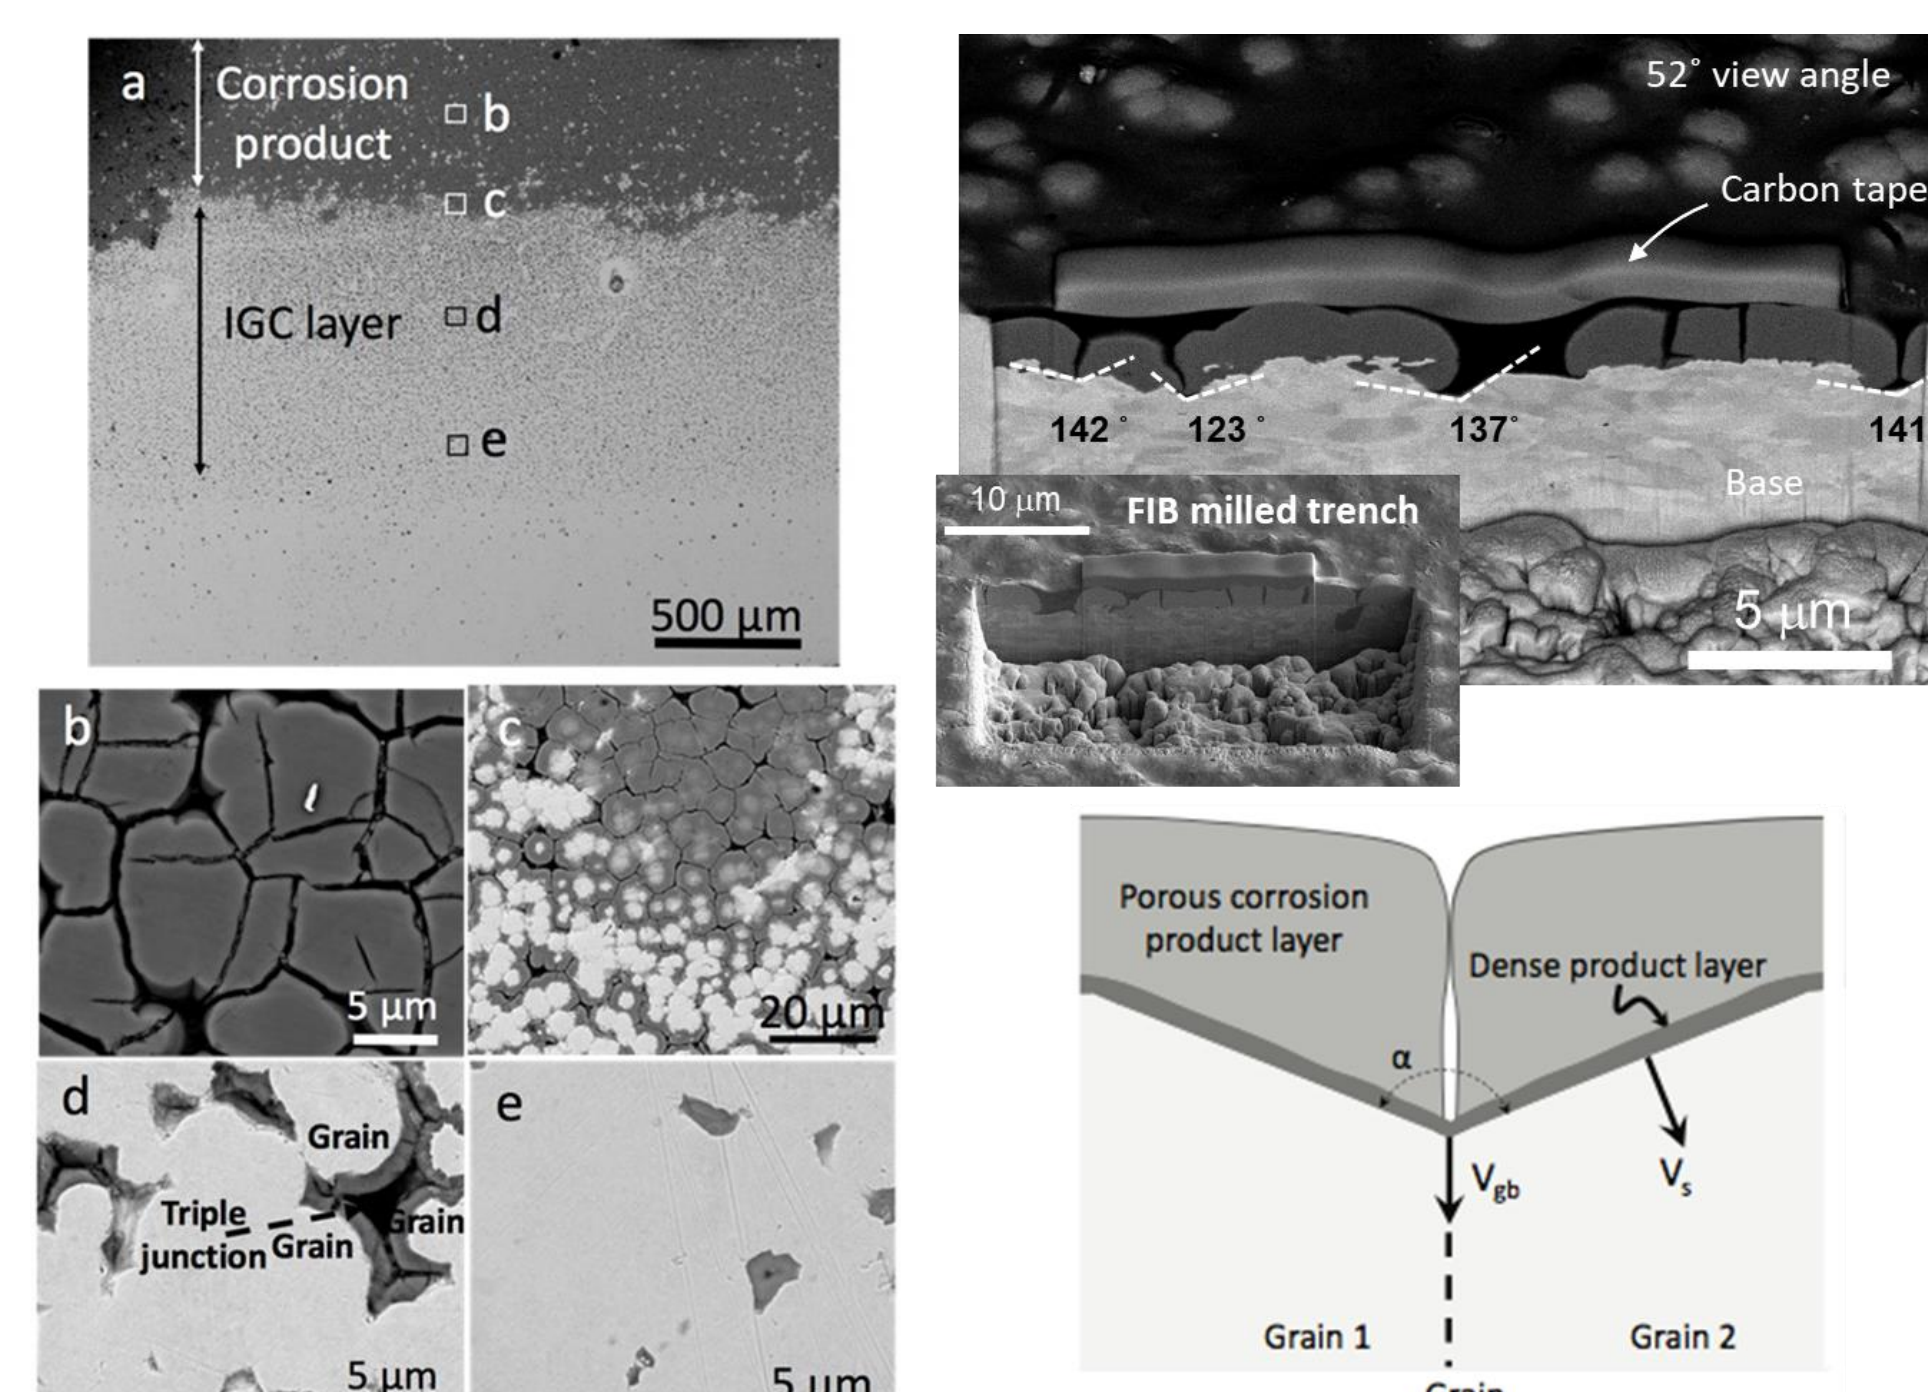 a
Corrosion
product
b
c
IGC layer
d
e
500 µm
b
5 µm
c
20 µm
d
Grain
Triple
junction
Grain
Grain
5 µm
e
5 µm
52° view angle
Carbon tape
142 °
123 °
137°
141
Base
5 µm
10 µm
FIB milled trench
Porous corrosion
product layer
Dense product layer
α
Vgb
Vs
Grain 1
Grain 2
Grain